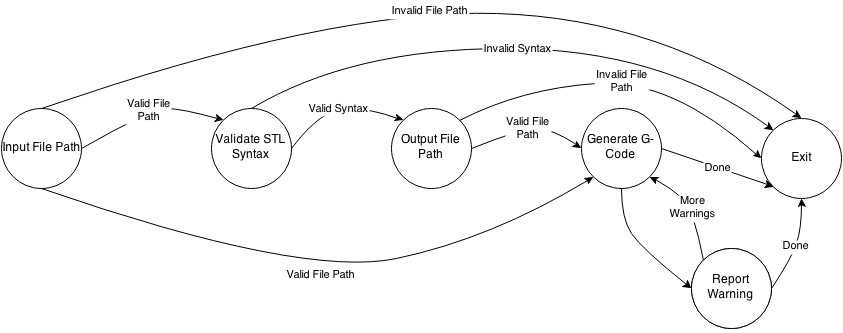 Invalid File Path
Invalid Syntax
Invalid File
Path
Valid File
Path
Valid Syntax
Valid File
Path
Input File Path
Validate STL
Syntax
Output File
Path
Generate G-
Code
Exit
Done
More
Warnings
Valid File Path
Report
Warning
Done